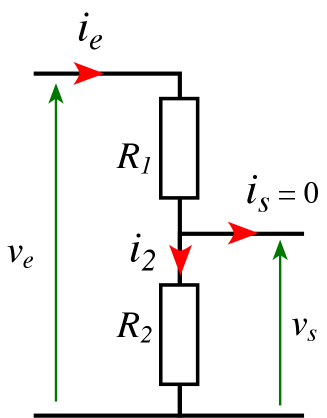 i_e
R_1
i_s = 0
i_2
v_e
R_2
v_s